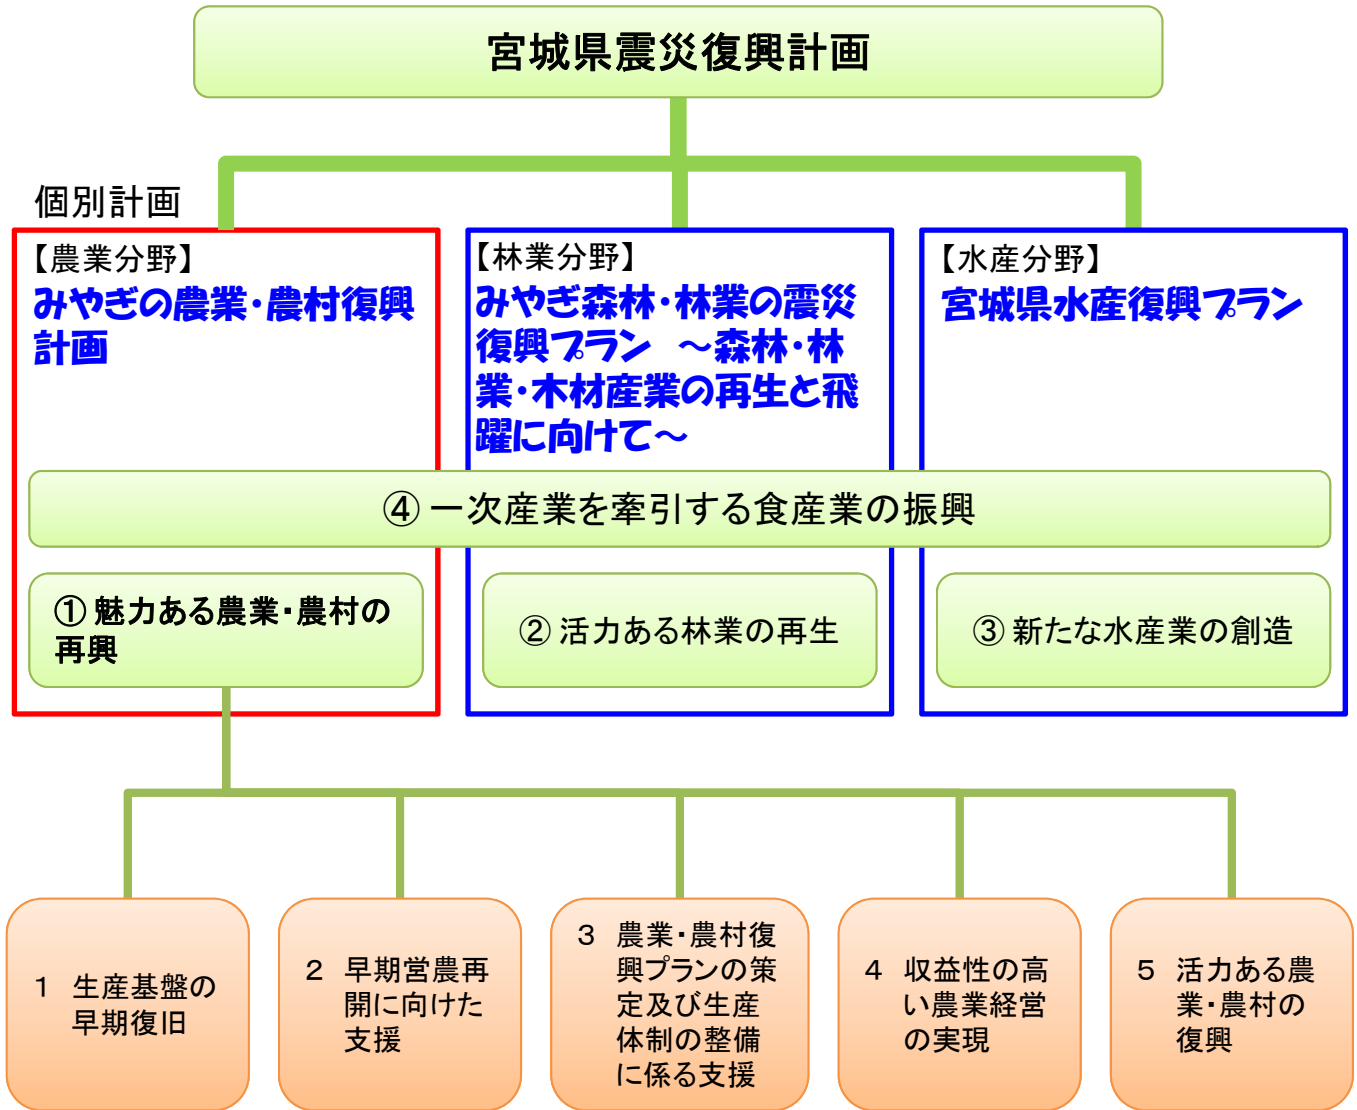 宮城県震災復興計画
個別計画
【農業分野】
みやぎの農業・農村復興
計画
【林業分野】
みやぎ森林・林業の震災
復興プラン　～森林・林
業・木材産業の再生と飛
躍に向けて～
【水産分野】
宮城県水産復興プラン
④ 一次産業を牽引する食産業の振興
① 魅力ある農業・農村の
再興
② 活力ある林業の再生
③ 新たな水産業の創造
１　生産基盤の
早期復旧
２　早期営農再
開に向けた
支援
３　農業・農村復
興プランの策
定及び生産
体制の整備
に係る支援
４　収益性の高
い農業経営
の実現
５　活力ある農
業・農村の
復興